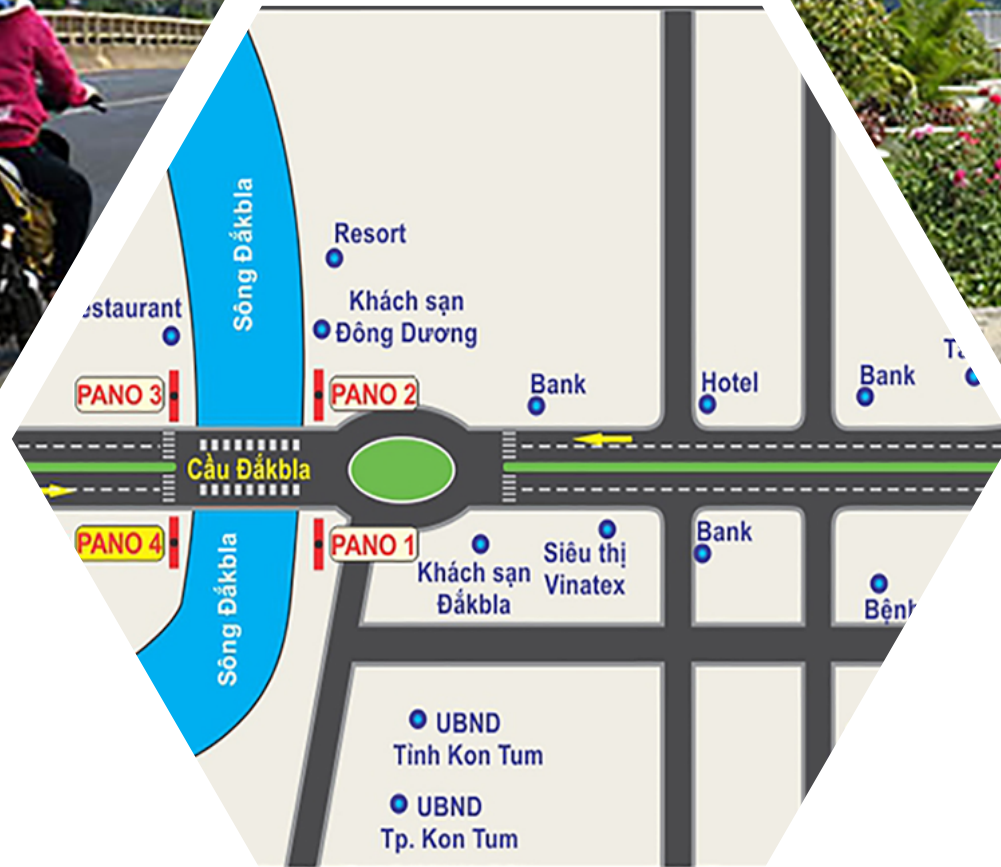 Sông Đắkbla
Resort
Khách sạn
Đông Dương
estaurant
PANO 3
PANO 2
Bank
Hotel
Bank
Ta
Cầu Đắkbla
PANO 4
PANO 1
Sông Đắkbla
Khách sạn
Đắkbla
Siêu thị
Vinatex
Bank
Bệnh
UBND
Tỉnh Kon Tum
UBND
Tp. Kon Tum